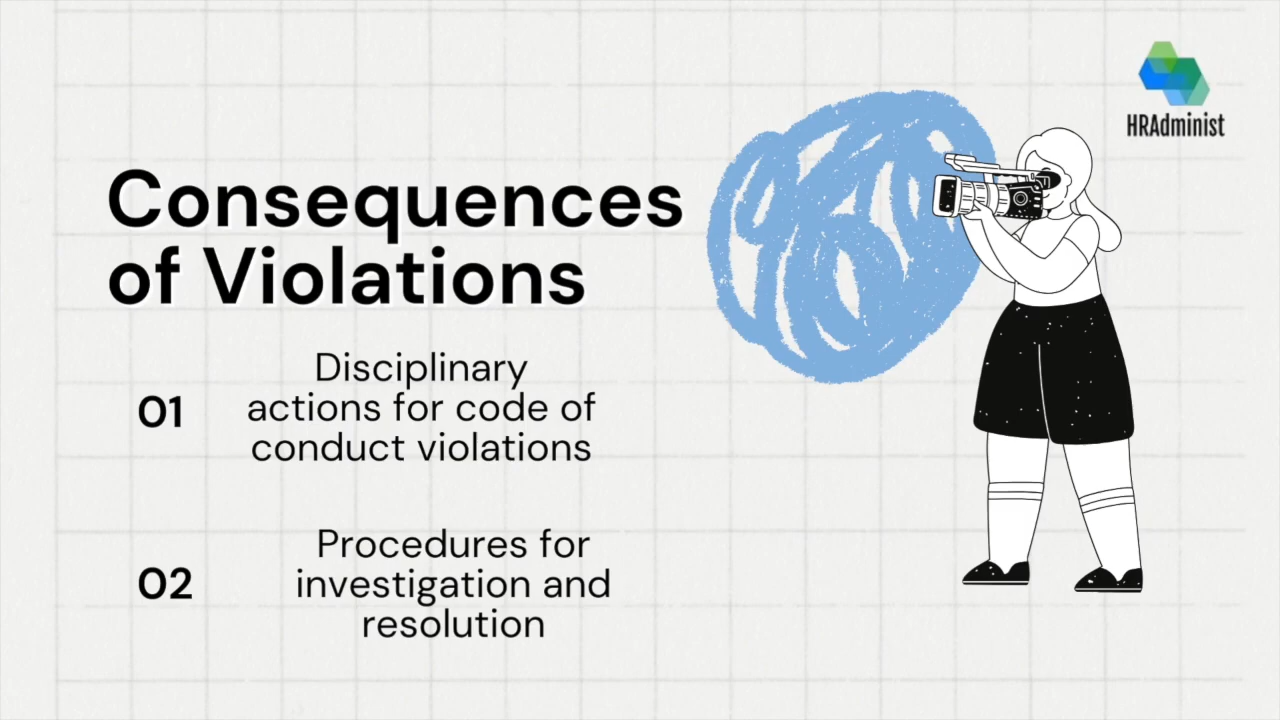 HRAdminist
Consequences
of Violations
01
Disciplinary
actions for code of
conduct violations
02
Procedures for
investigation and
resolution